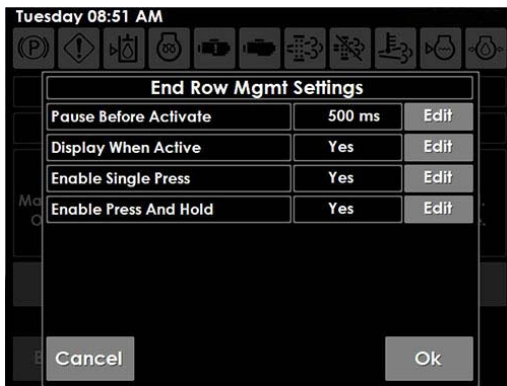 Tuesday 08:51 AM
End Row Mgmt Settings
Pause Before Activate 500 ms Edit
Display When Active Yes Edit
Enable Single Press Yes Edit
Enable Press And Hold Yes Edit
Cancel Ok